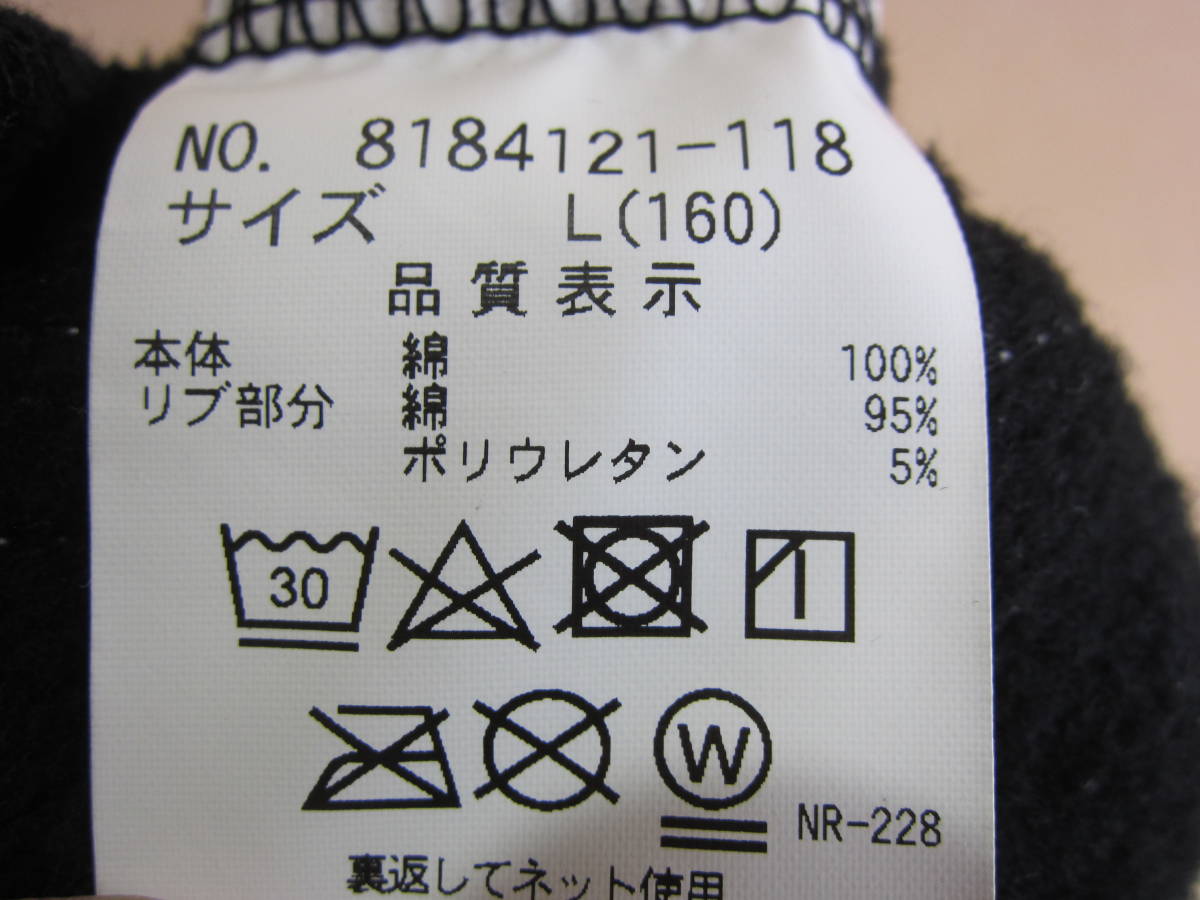 NO. 8184121-118
サイズ L(160)
品質表示
本体 綿 100%
リブ部分 綿 95%
ポリウレタン 5%
30
W
NR-228
裏返してネット使用